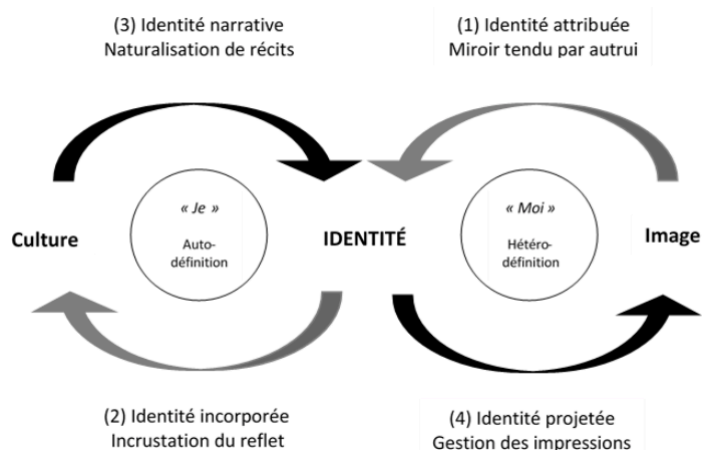 (3) Identité narrative
Naturalisation de récits
(1) Identité attribuée
Miroir tendu par autrui
Culture
« Je »
Auto-
définition
IDENTITÉ
« Moi »
Hétéro-
définition
Image
(2) Identité incorporée
Incrustation du reflet
(4) Identité projetée
Gestion des impressions